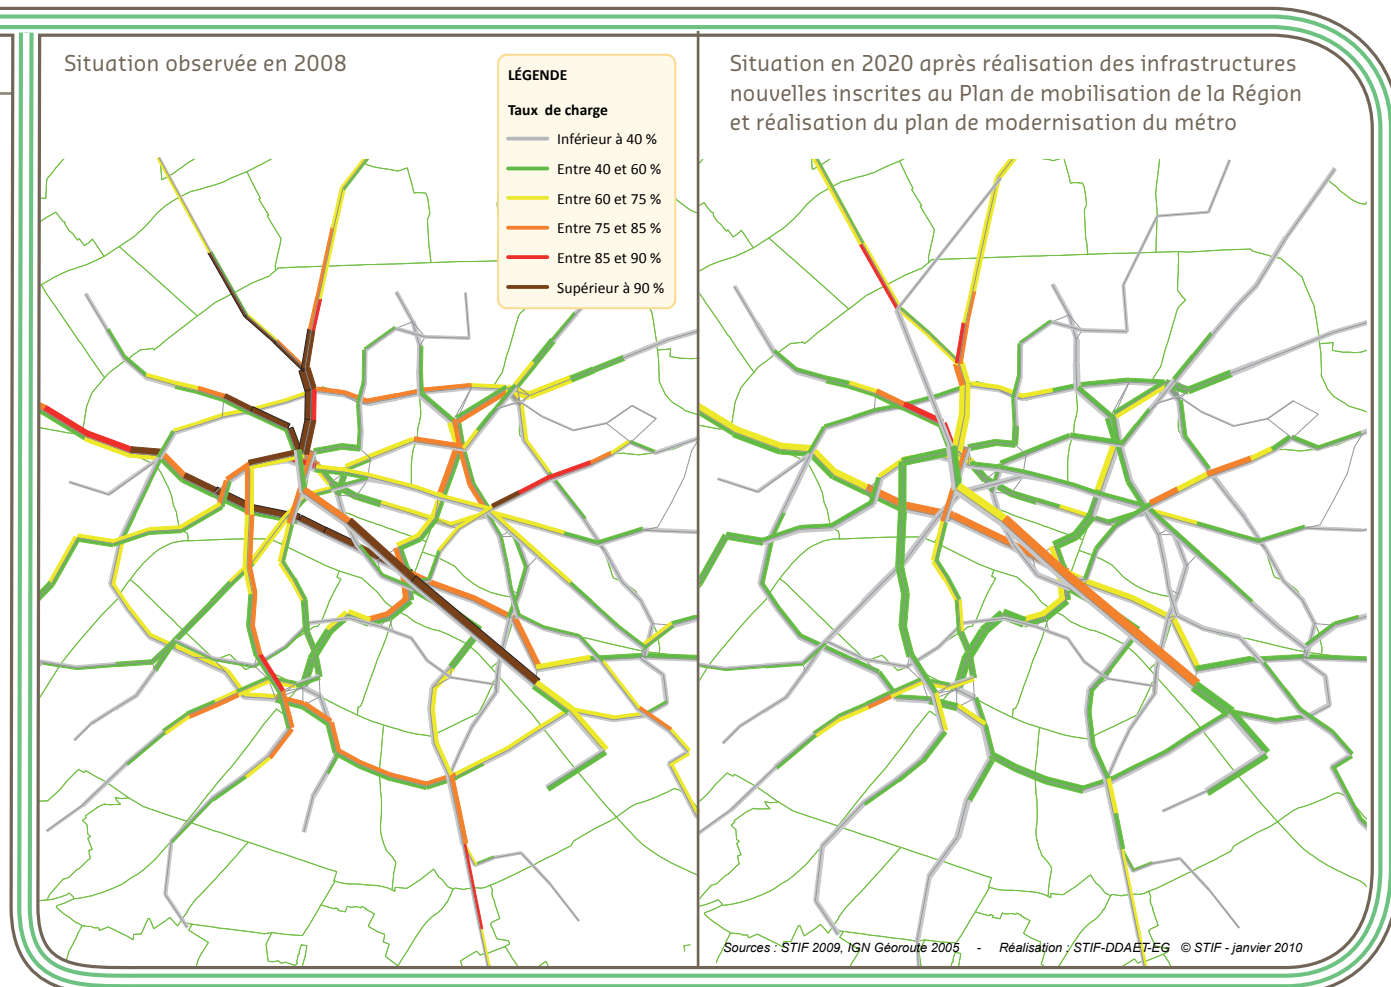 Situation observée en 2008
LÉGENDE
Taux de charge
Inférieur à 40 %
Entre 40 et 60 %
Entre 60 et 75 %
Entre 75 et 85 %
Entre 85 et 90 %
Supérieur à 90 %
Situation en 2020 après réalisation des infrastructures
nouvelles inscrites au Plan de mobilisation de la Région
et réalisation du plan de modernisation du métro
Sources : STIF 2009, IGN Géoroute 2005 - Réalisation : STIF-DDAET-EG © STIF - janvier 2010